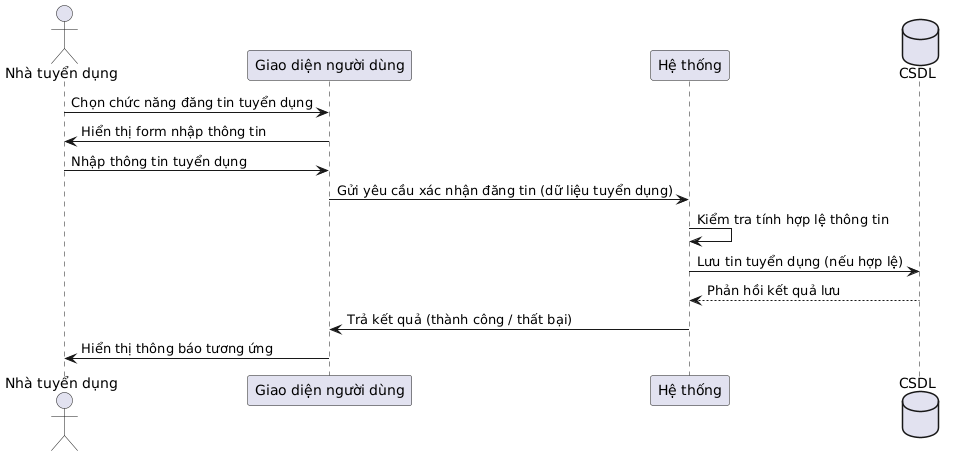 Nhà tuyển dụng
Giao diện người dùng
Hệ thống
CSDL
Chọn chức năng đăng tin tuyển dụng
Hiển thị form nhập thông tin
Nhập thông tin tuyển dụng
Gửi yêu cầu xác nhận đăng tin (dữ liệu tuyển dụng)
Kiểm tra tính hợp lệ thông tin
Lưu tin tuyển dụng (nếu hợp lệ)
Phản hồi kết quả lưu
Trả kết quả (thành công / thất bại)
Hiển thị thông báo tương ứng
Nhà tuyển dụng
Giao diện người dùng
Hệ thống
CSDL